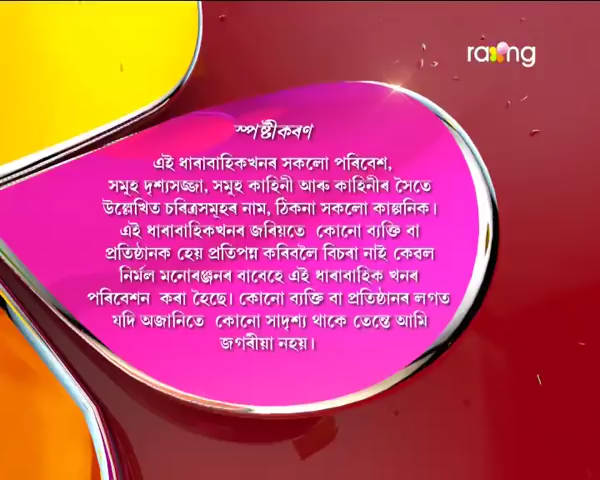 rang
স্পষ্টীকৰণ
এই ধাৰাবাহিকখনৰ সকলো পৰিবেশ,
সমূহ দৃশ্যসজ্জা, সমূহ কাহিনী আৰু কাহিনীৰ সৈতে
উল্লেখিত চৰিত্ৰসমূহৰ নাম, ঠিকনা সকলো কাল্পনিক।
এই ধাৰাবাহিকখনৰ জৰিয়তে কোনো ব্যক্তি বা
প্ৰতিষ্ঠানক হেয় প্ৰতিপন্ন কৰিবলৈ বিচৰা নাই কেৱল
নিৰ্মল মনোৰঞ্জনৰ বাবেহে এই ধাৰাবাহিক খনৰ
পৰিবেশন কৰা হৈছে। কোনো ব্যক্তি বা প্ৰতিষ্ঠানৰ লগত
যদি অজানিতে কোনো সাদৃশ্য থাকে তেন্তে আমি
জগৰীয়া নহয়।